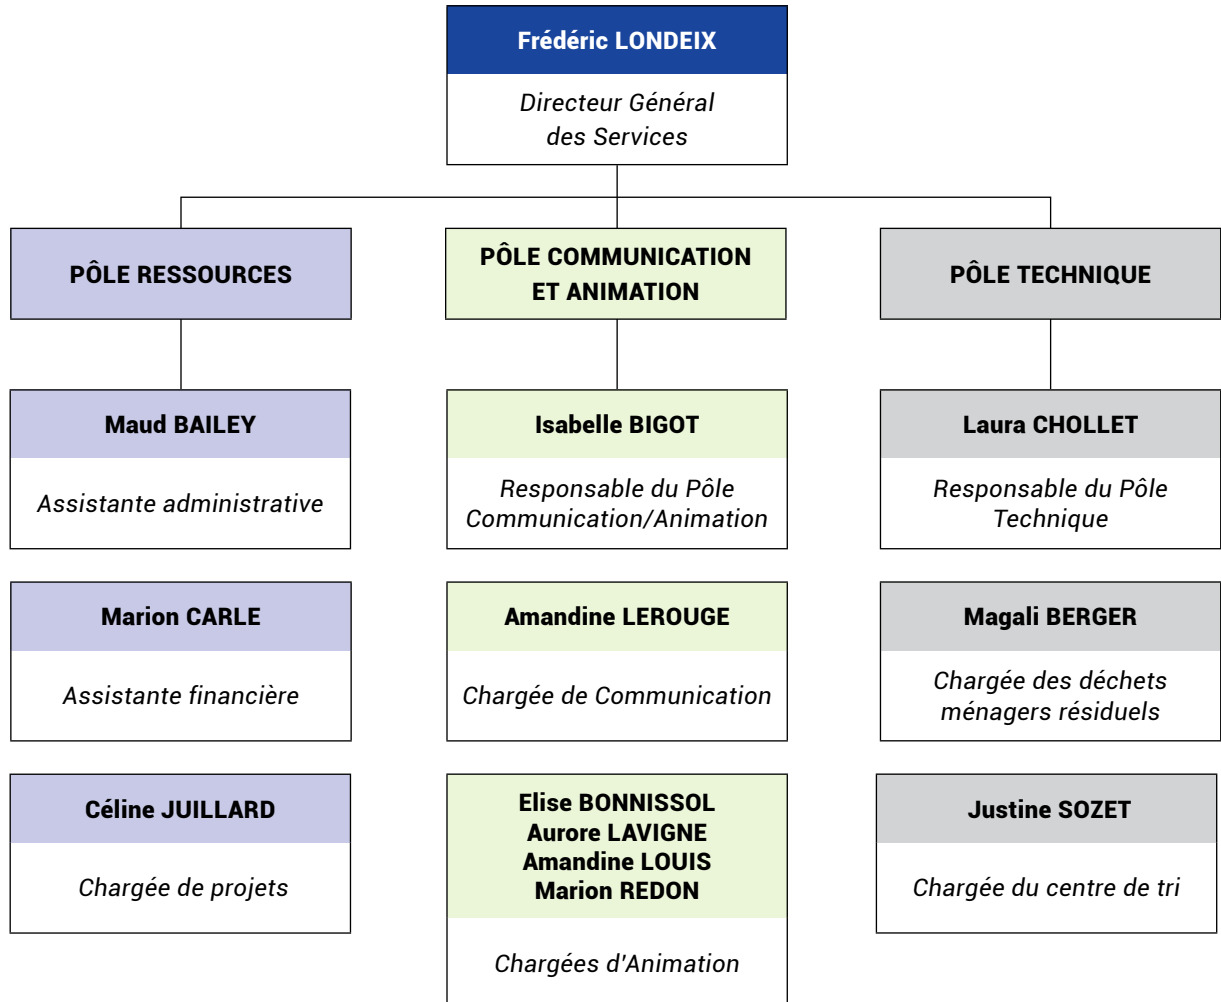 Frédéric LONDEIX
Directeur Général
des Services
PÔLE RESSOURCES
PÔLE COMMUNICATION
ET ANIMATION
PÔLE TECHNIQUE
Maud BAILEY
Assistante administrative
Isabelle BIGOT
Responsable du Pôle
Communication/Animation
Laura CHOLLET
Responsable du Pôle
Technique
Marion CARLE
Assistante financière
Amandine LEROUGE
Chargée de Communication
Magali BERGER
Chargée des déchets
ménagers résiduels
Céline JUILLARD
Chargée de projets
Elise BONNISSOL
Aurore LAVIGNE
Amandine LOUIS
Marion REDON
Chargées d'Animation
Justine SOZET
Chargée du centre de tri